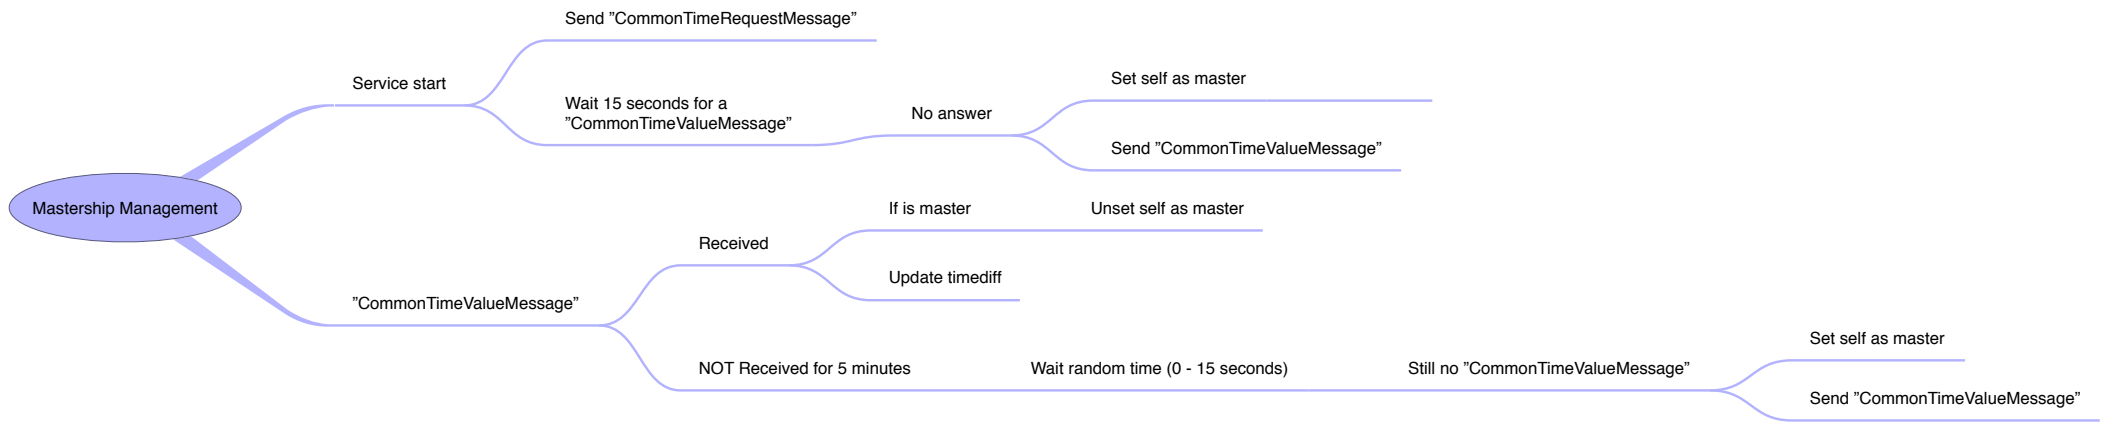 Send ”CommonTimeRequestMessage”
Service start
Set self as master
Wait 15 seconds for a
”CommonTimeValueMessage”
No answer
Send ”CommonTimeValueMessage”
Mastership Management
If is master
Unset self as master
Received
Update timediff
”CommonTimeValueMessage”
NOT Received for 5 minutes
Wait random time (0 - 15 seconds)
Still no ”CommonTimeValueMessage”
Set self as master
Send ”CommonTimeValueMessage”